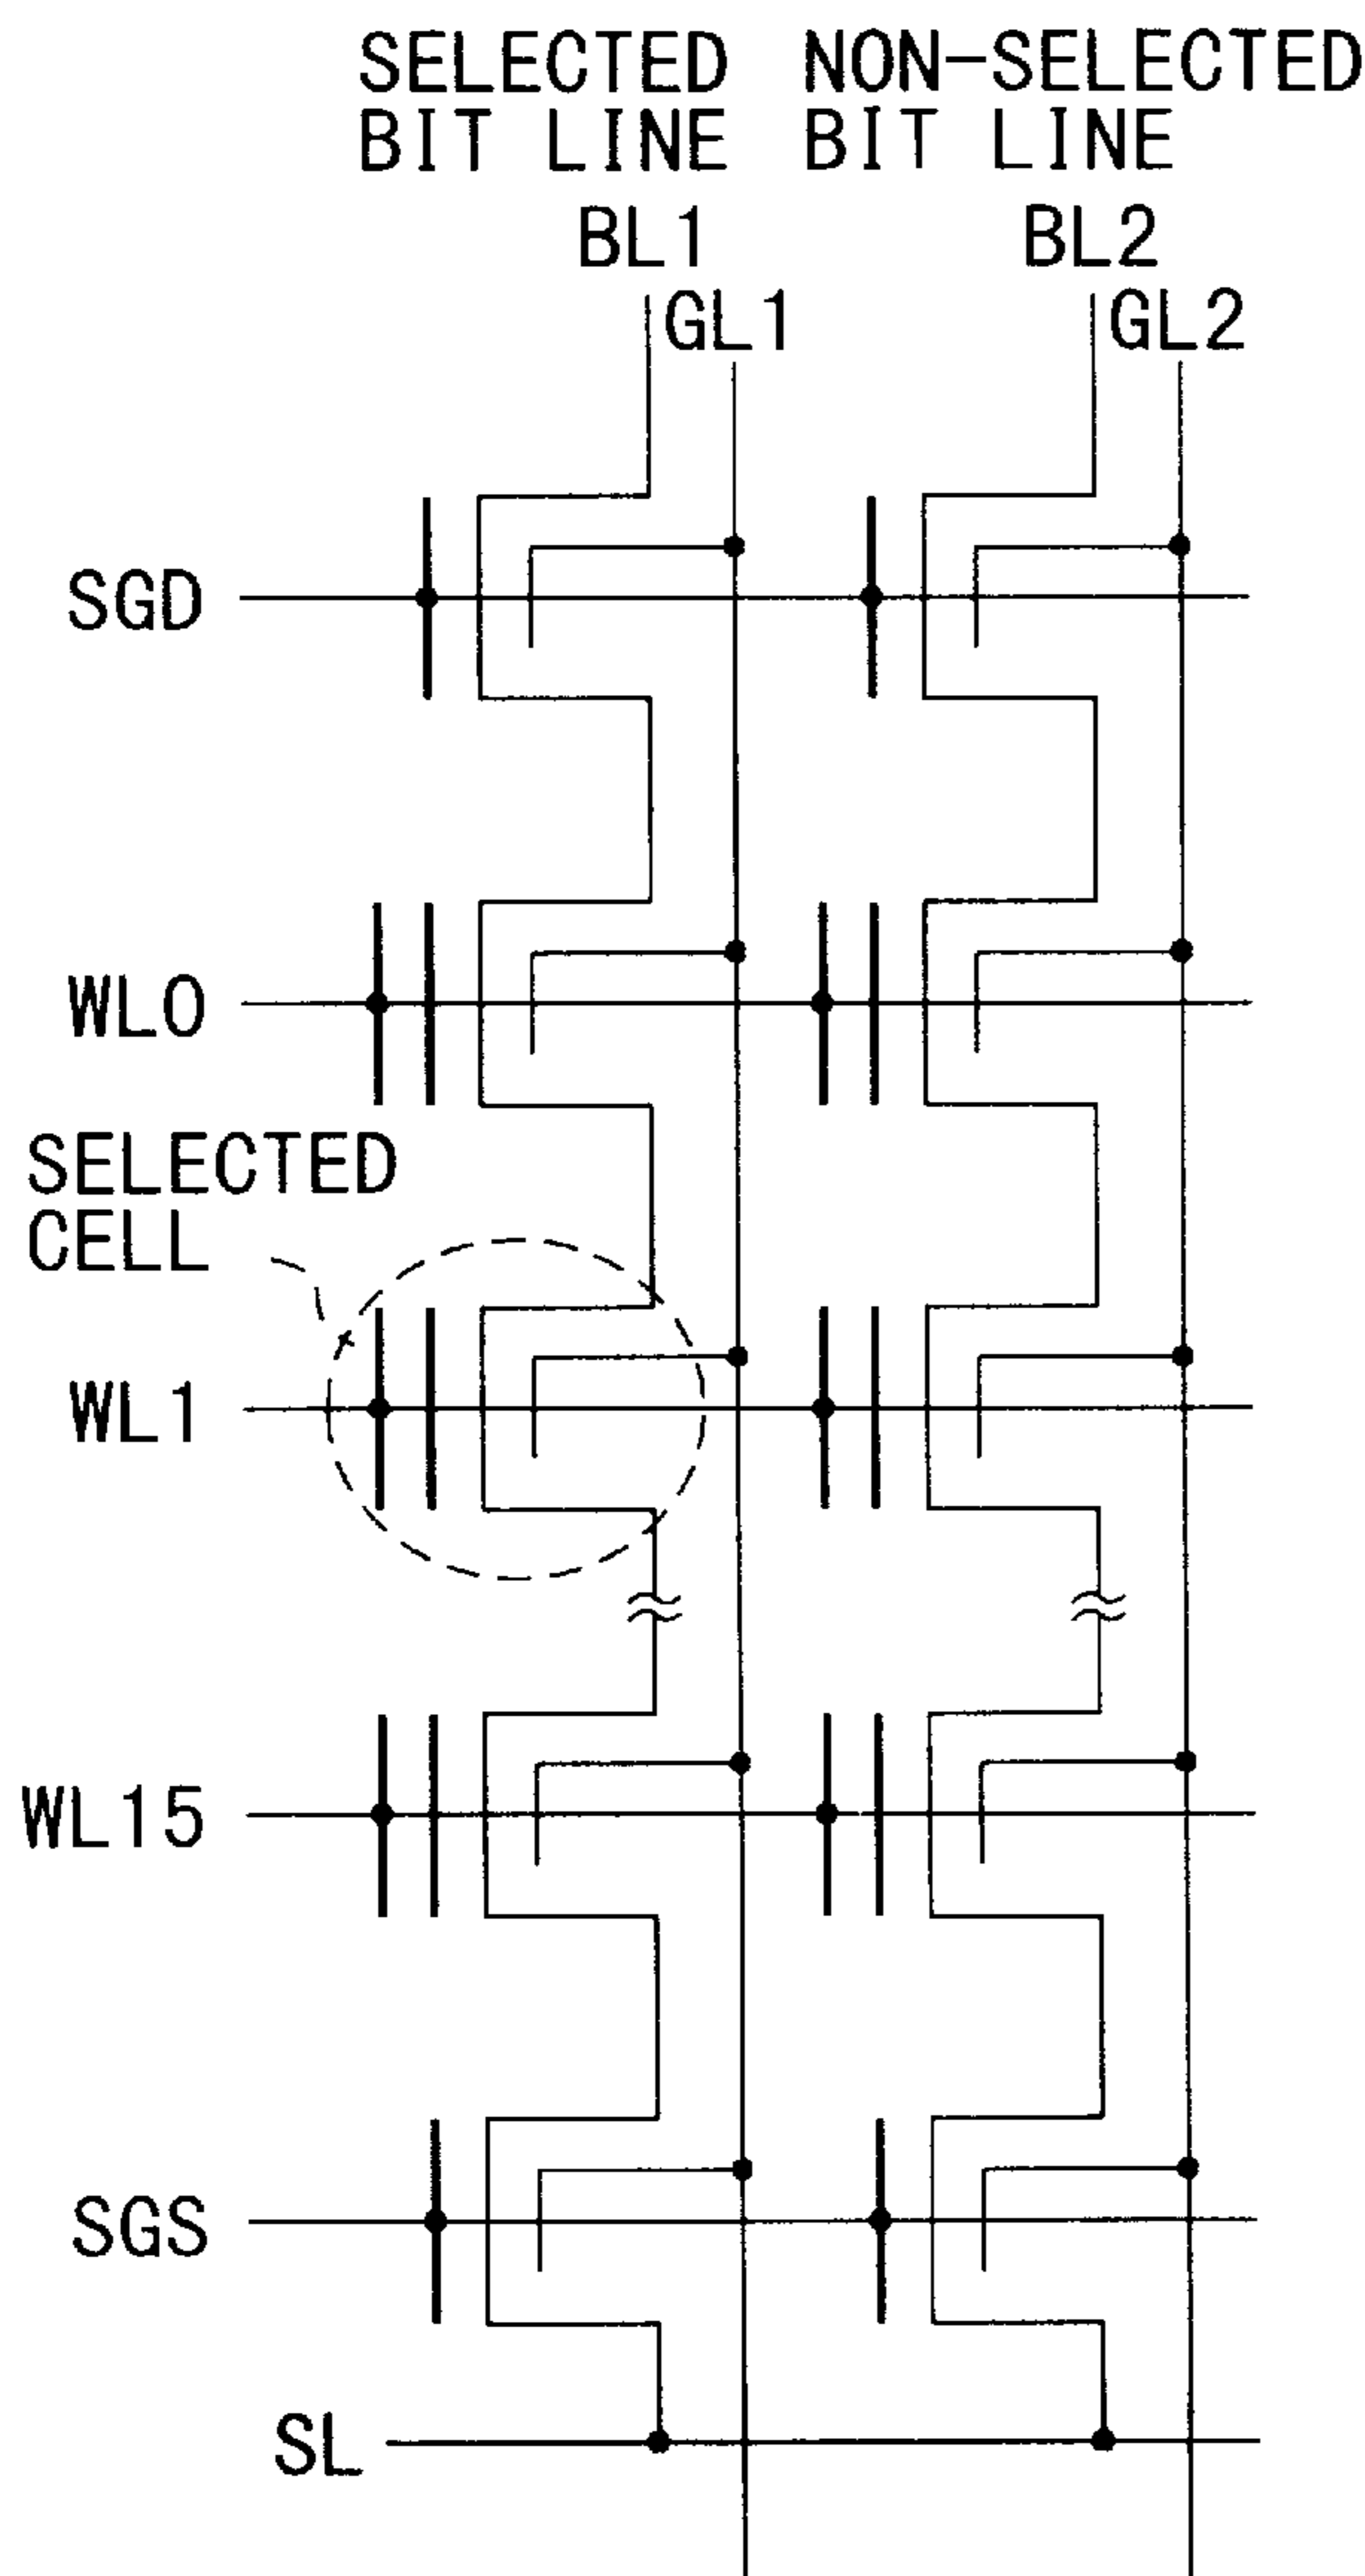 SELECTED
BIT LINE
NON-SELECTED
BIT LINE
BL1
BL2
GL1
GL2
SGD
WL0
SELECTED
CELL
WL1
WL15
SGS
SL